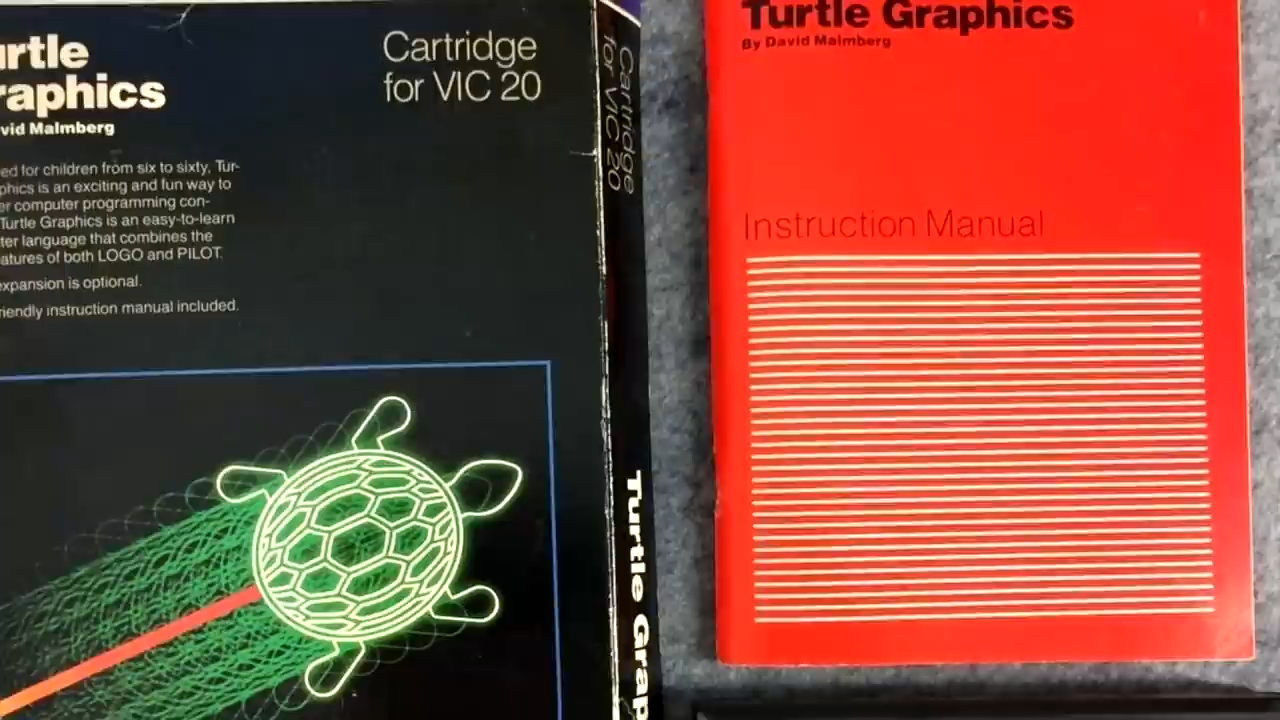 urtle
raphics
vid Malmberg
Cartridge
for VIC 20
ed for children from six to sixty, Tur-
phics is an exciting and fun way to
er computer programming con-
Turtle Graphics is an easy-to-learn
ter language that combines the
atures of both LOGO and PILOT.
expansion is optional.
riendly instruction manual included.
Cartridge
for VIC 20
Turtle Grap
Turtle Graphics
By David Malmberg
Instruction Manual